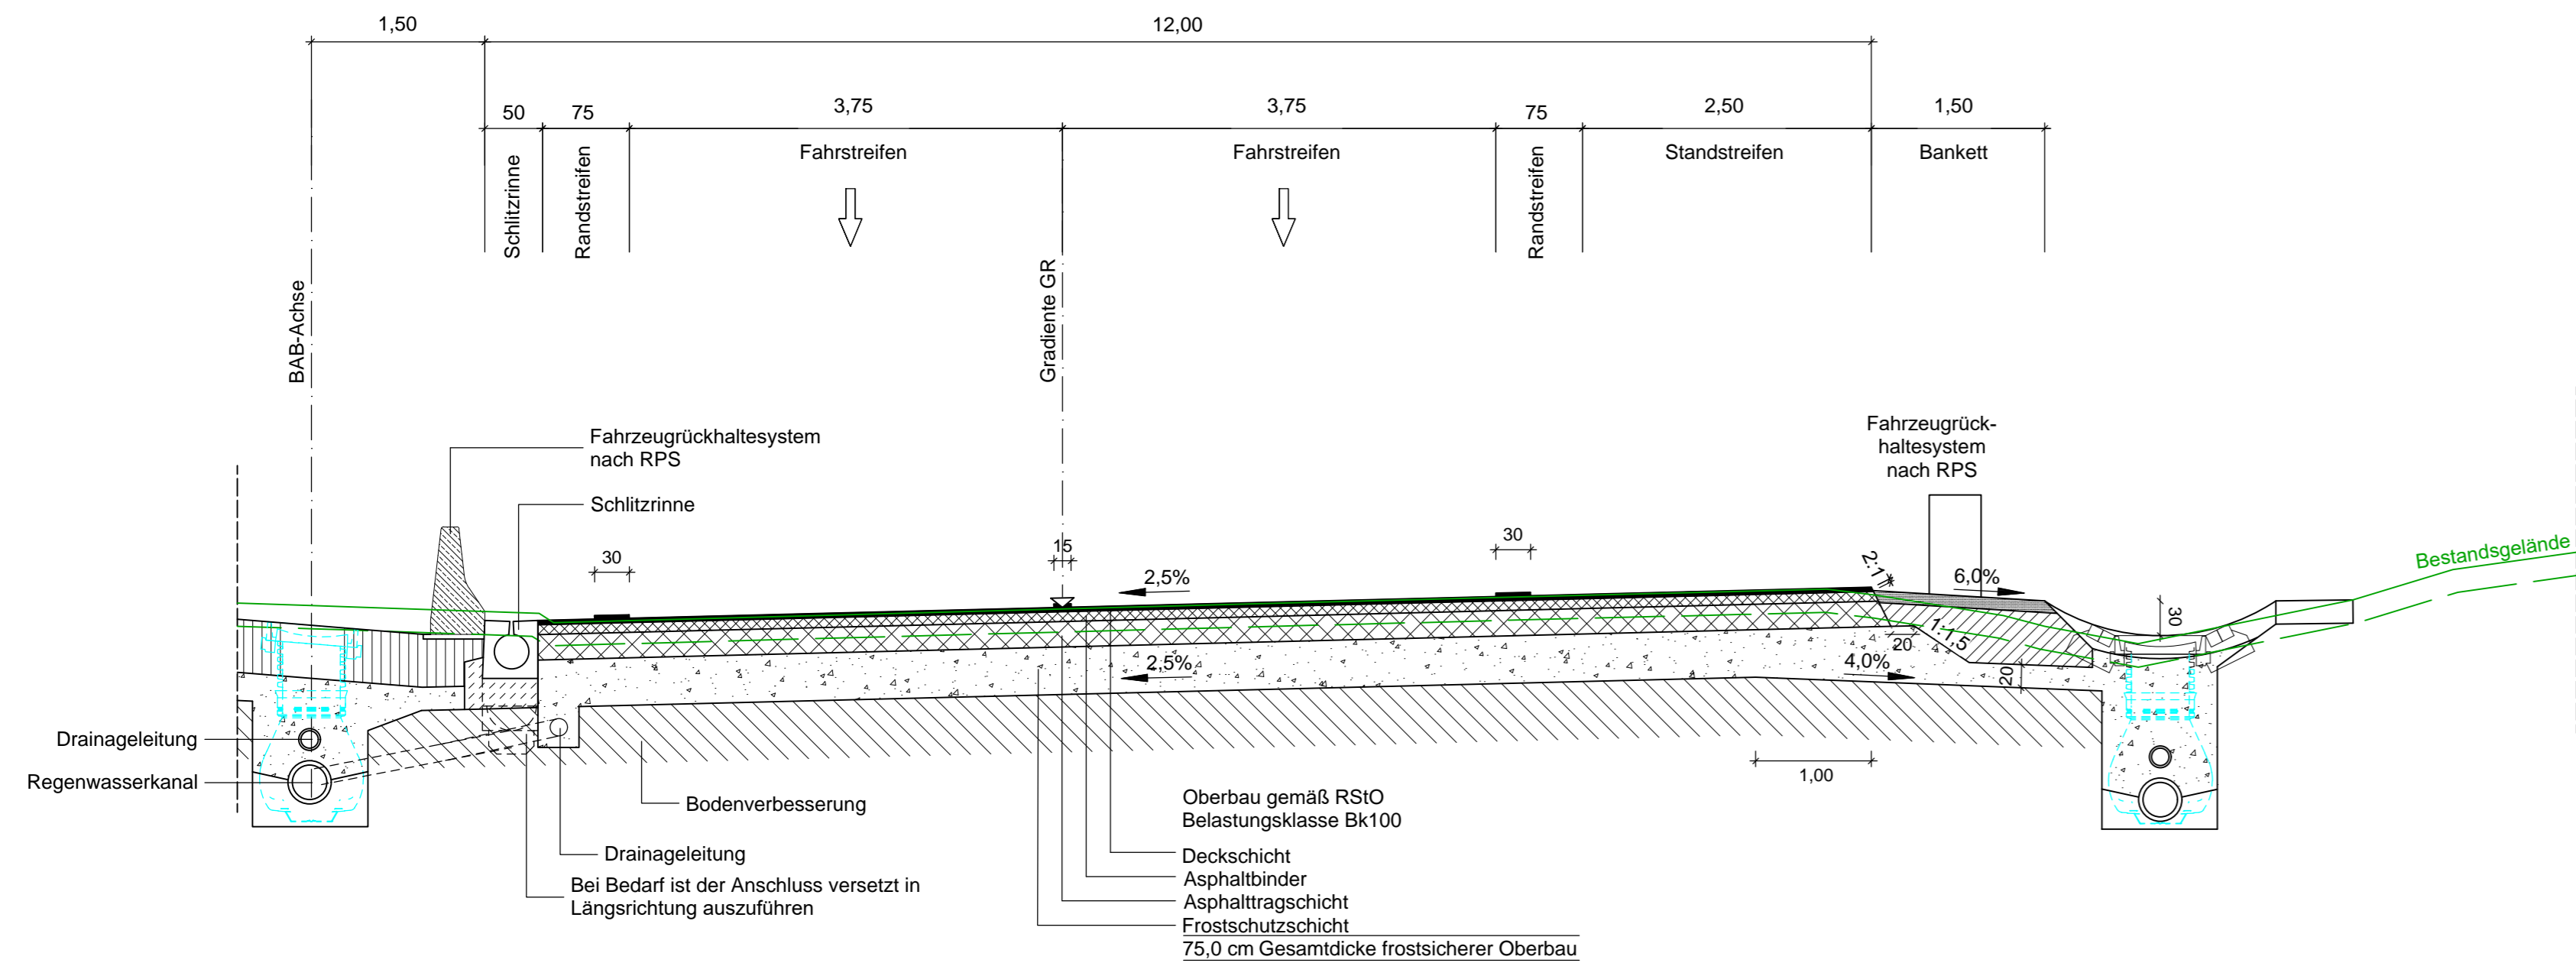 1,50
12,00
50
75
3,75
3,75
75
2,50
1,50
Schlitzrinne
Randstreifen
Fahrstreifen
Fahrstreifen
Randstreifen
Standstreifen
Bankett
BAB-Achse
Gradiente GR
Fahrzeugrückhaltesystem
nach RPS
Schlitzrinne
Fahrzeugrück-
haltesystem
nach RPS
30
15
30
2,5%
2:1
6,0%
30
Bestandsgelände
2,5%
4,0%
20
1:1,5
20
1,00
Drainageleitung
Regenwasserkanal
Bodenverbesserung
Drainageleitung
Bei Bedarf ist der Anschluss versetzt in
Längsrichtung auszuführen
Oberbau gemäß RStO
Belastungsklasse Bk100
Deckschicht
Asphaltbinder
Asphalttragschicht
Frostschutzschicht
75,0 cm Gesamtdicke frostsicherer Oberbau